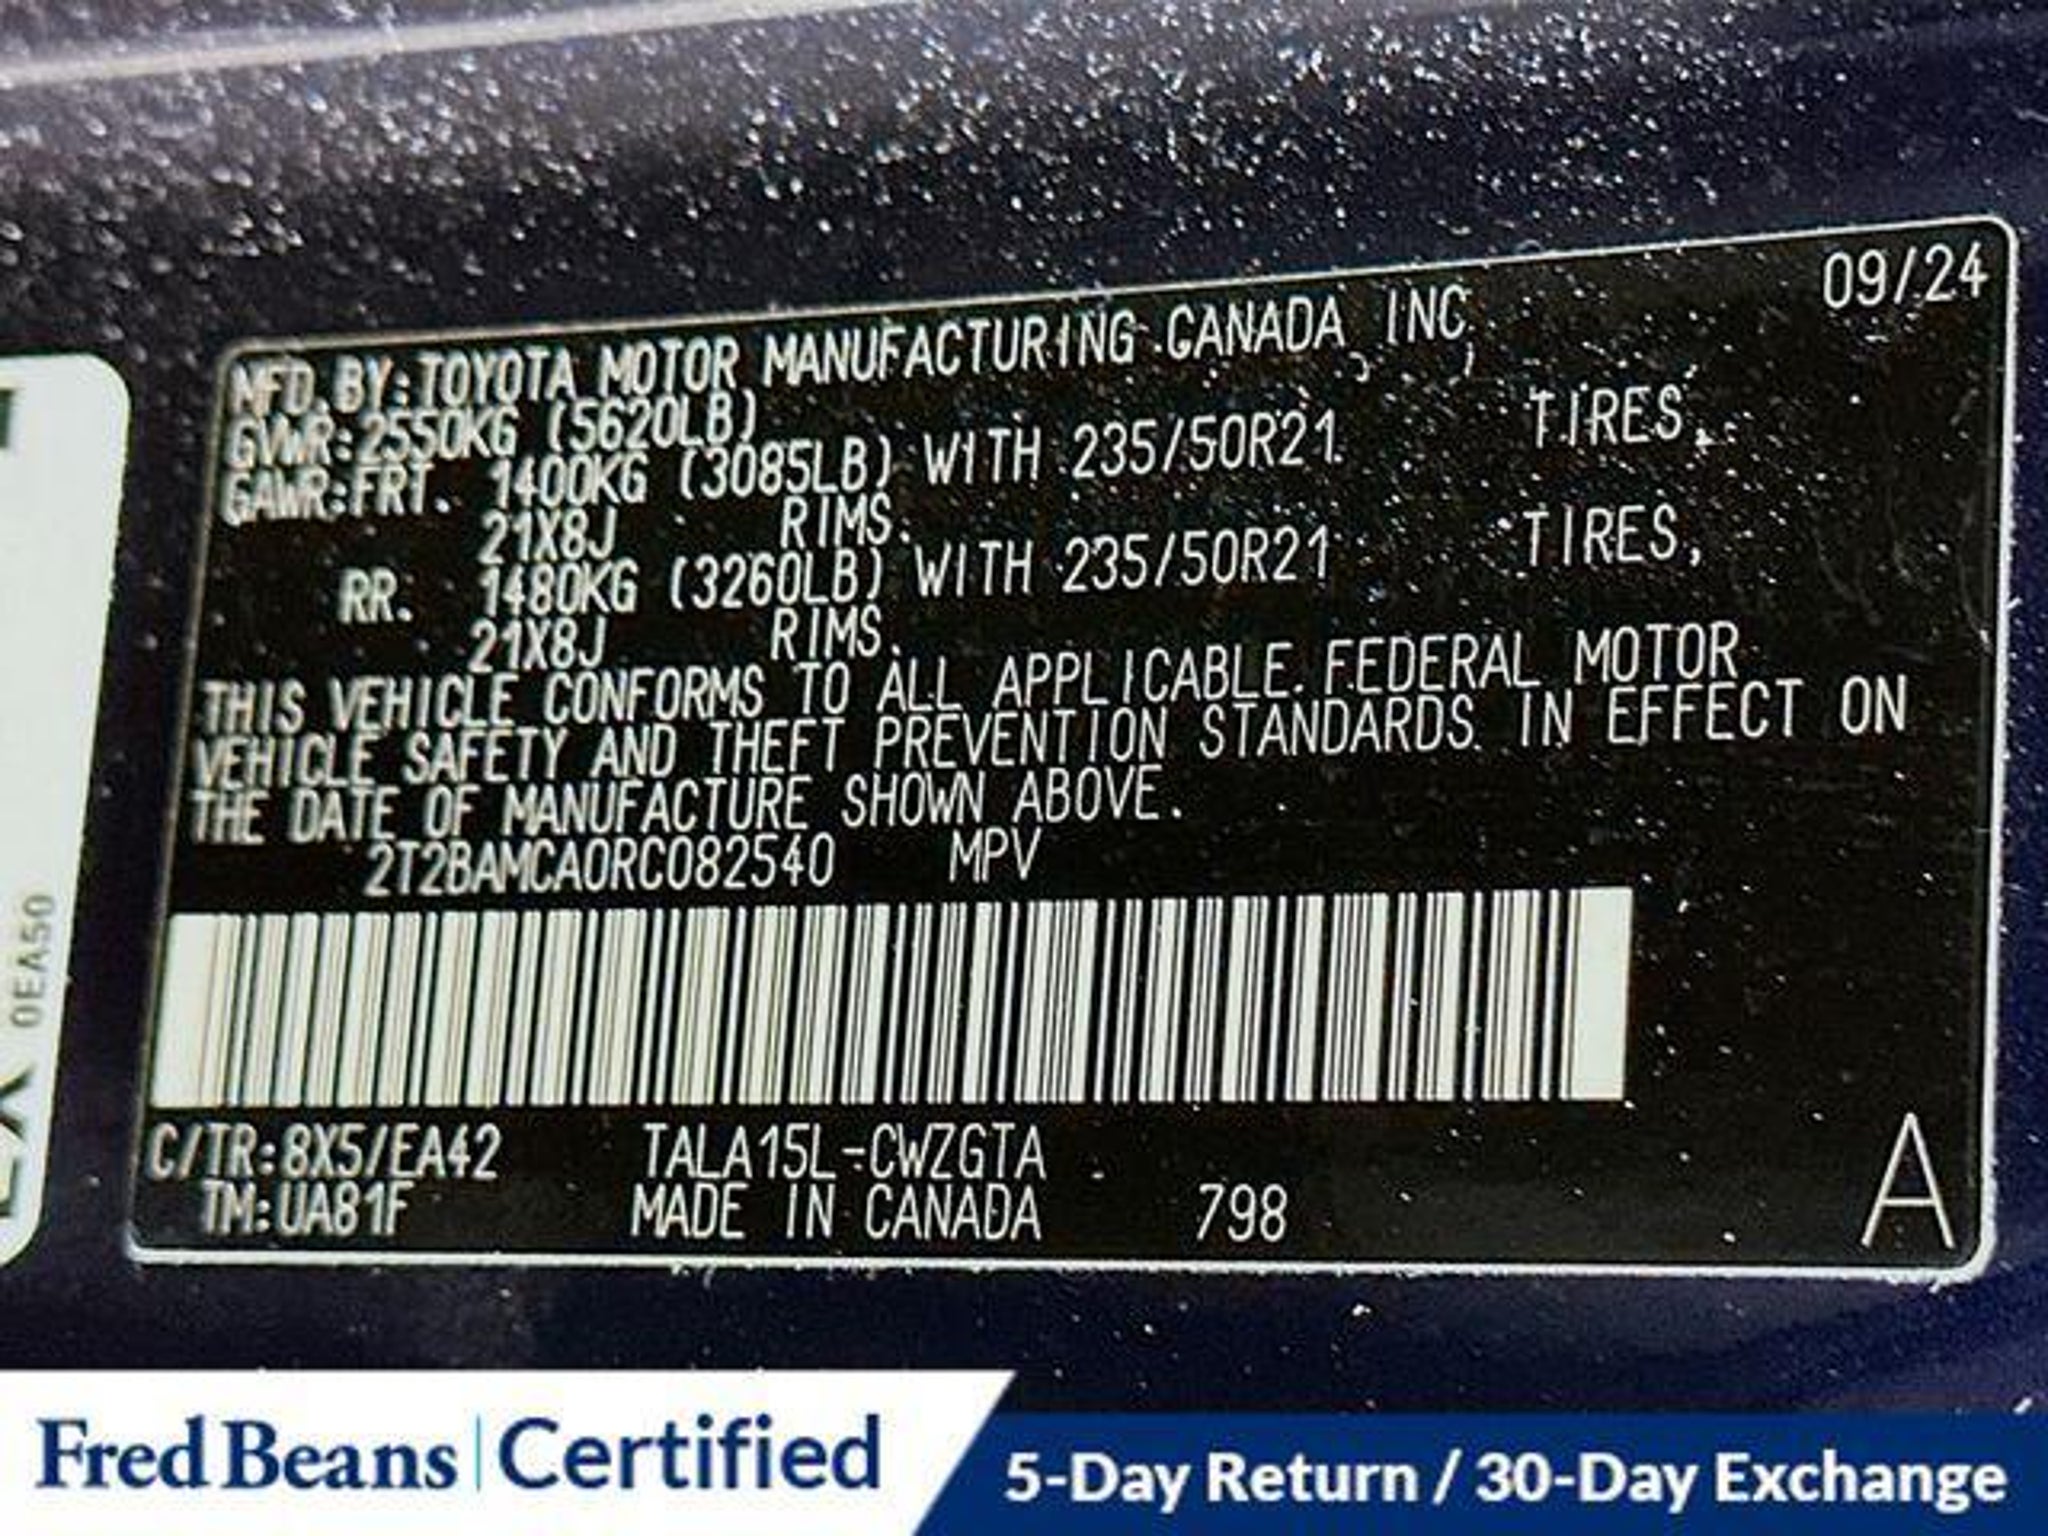 09/24
MFD. BY: TOYOTA MOTOR MANUFACTURING CANADA, INC.
GVWR: 2550KG (5620LB)
GAWR: FRT. 1400KG (3085LB) WITH 235/50R21 TIRES,
21X8J RIMS.
RR. 1480KG (3260LB) WITH 235/50R21 TIRES,
21X8J RIMS.
THIS VEHICLE CONFORMS TO ALL APPLICABLE FEDERAL MOTOR
VEHICLE SAFETY AND THEFT PREVENTION STANDARDS IN EFFECT ON
THE DATE OF MANUFACTURE SHOWN ABOVE.
2T2BAMCA0RC082540 MPV
C/TR: 8X5/EA42 TALA15L-CWZGTA
TM: UA81F MADE IN CANADA 798 A
0EA50
Fred Beans | Certified
5-Day Return / 30-Day Exchange